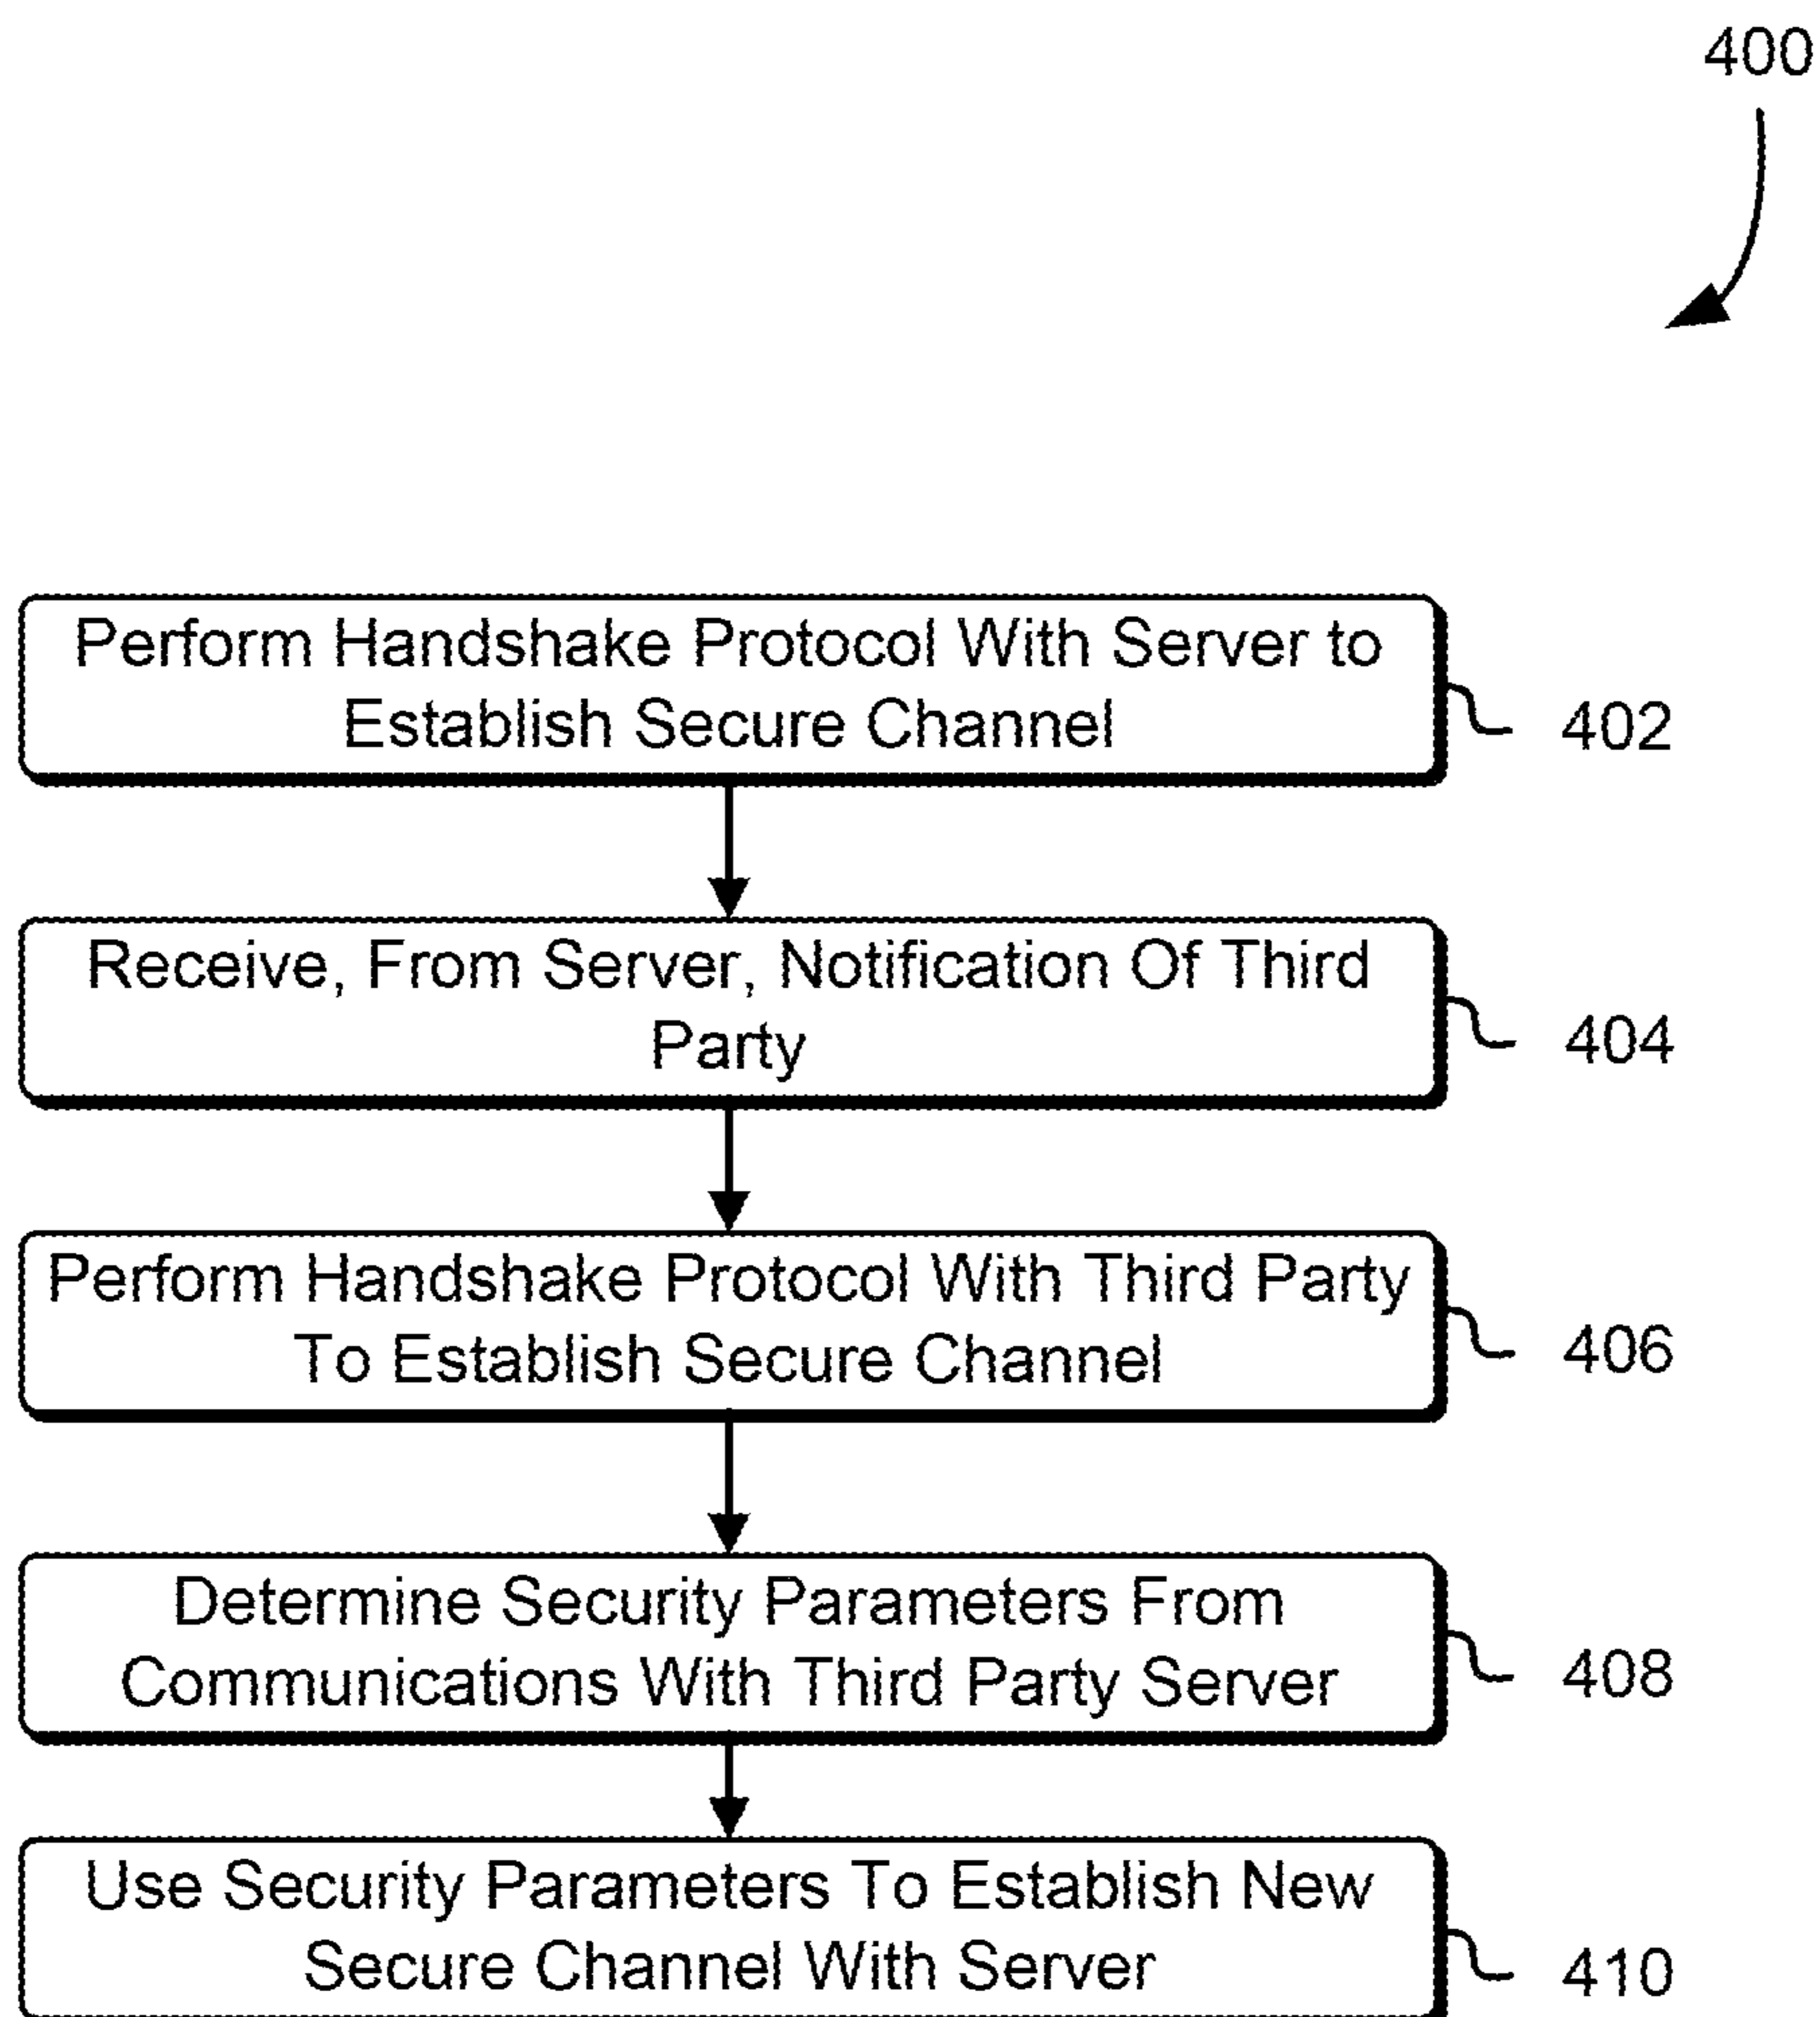 400
Perform Handshake Protocol With Server to
Establish Secure Channel
402
Receive, From Server, Notification Of Third
Party
404
Perform Handshake Protocol With Third Party
To Establish Secure Channel
406
Determine Security Parameters From
Communications With Third Party Server
408
Use Security Parameters To Establish New
Secure Channel With Server
410